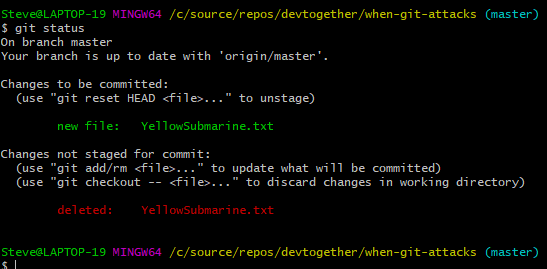 Steve@LAPTOP-19 MINGW64 /c/source/repos/devtogether/when-git-attacks (master)
$ git status
On branch master
Your branch is up to date with 'origin/master'.

Changes to be committed:
  (use "git reset HEAD <file>..." to unstage)

        new file:   YellowSubmarine.txt

Changes not staged for commit:
  (use "git add/rm <file>..." to update what will be committed)
  (use "git checkout -- <file>..." to discard changes in working directory)

        deleted:    YellowSubmarine.txt

Steve@LAPTOP-19 MINGW64 /c/source/repos/devtogether/when-git-attacks (master)
$